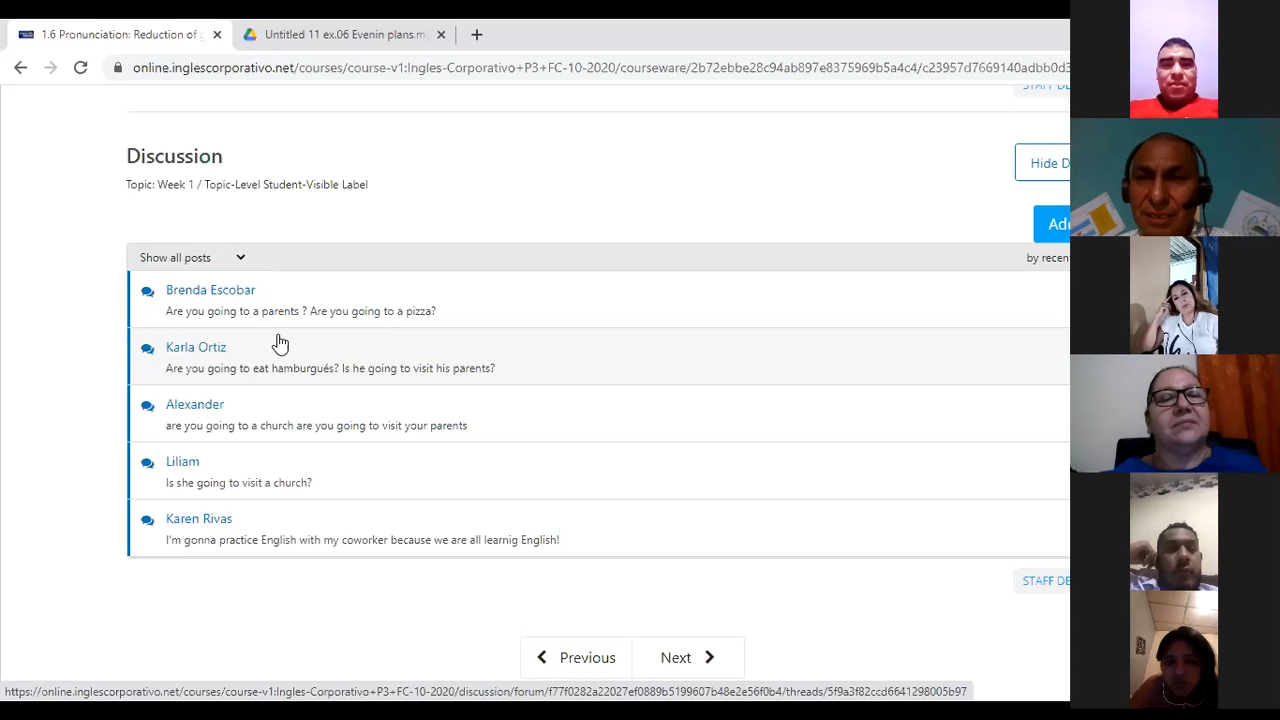 1.6 Pronunciation: Reduction of g
Untitled 11 ex.06 Evenin plans.m
online.inglescorporativo.net/courses/course-v1:Ingles-Corporativo+P3+FC-10-2020/courseware/2b72ebbe28c94ab897e8375969b5a4c4/c23957d7669140adbb0d3
STAFF DE
Discussion
Hide D
Topic: Week 1 / Topic-Level Student-Visible Label
Add
Show all posts
by recen
Brenda Escobar
Are you going to a parents ? Are you going to a pizza?
Karla Ortiz
Are you going to eat hamburgués? Is he going to visit his parents?
Alexander
are you going to a church are you going to visit your parents
Liliam
Is she going to visit a church?
Karen Rivas
I'm gonna practice English with my coworker because we are all learnig English!
STAFF DE
Previous
Next
https://online.inglescorporativo.net/courses/course-v1:Ingles-Corporativo+P3+FC-10-2020/discussion/forum/f77f0282a22027ef0889b5199607b48e2e56f0b4/threads/5f9a3f82ccd6641298005b97